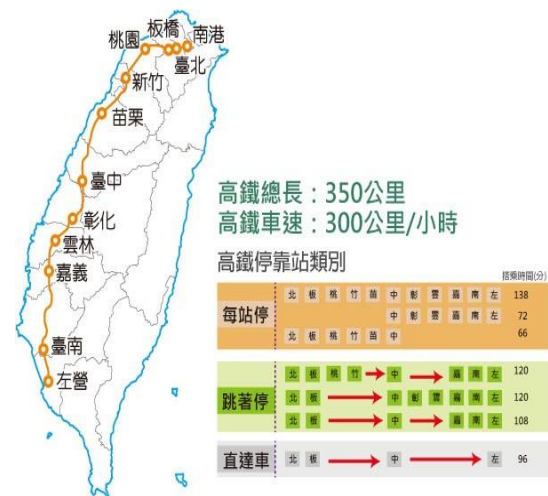 板橋 南港
桃園
臺北
新竹
苗栗
臺中
彰化
雲林
嘉義
臺南
左營
高鐵總長：350公里
高鐵車速：300公里/小時
高鐵停靠站類別
搭乘時間(分)
每站停
北 板 桃 竹 苗 中 彰 雲 嘉 南 左 138
中 彰 雲 嘉 南 左 72
北 板 桃 竹 苗 中 66
跳著停
北 板 桃 竹 中 嘉 南 左 120
北 板 中 彰 雲 嘉 南 左 120
北 板 中 嘉 南 左 108
直達車
北 板 中 左 96